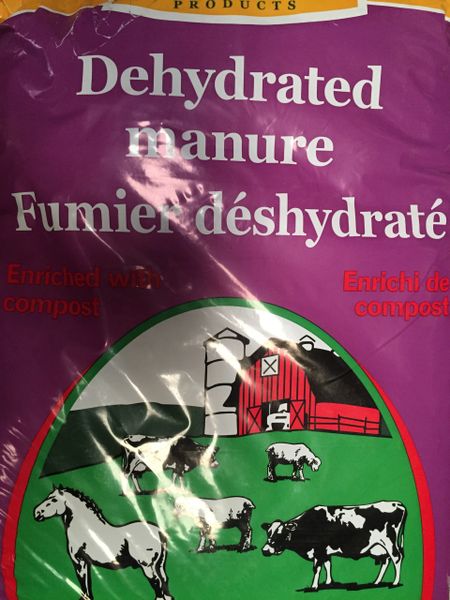 PRODUCTS
Dehydrated
manure
Fumier déshydraté
Enriched with
compost
Enrichi de
compost